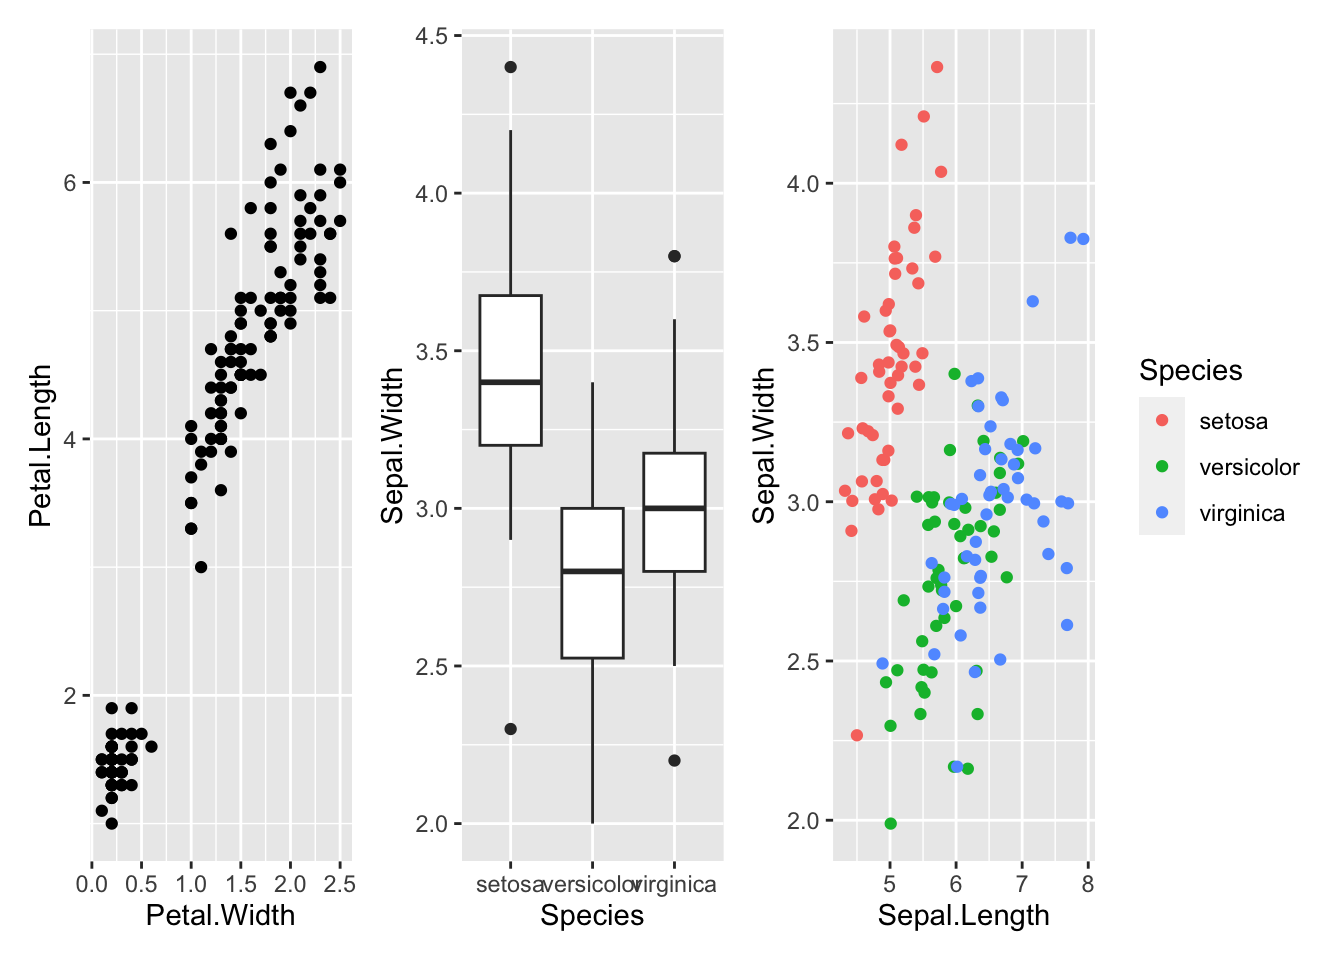 Petal.Length
6
4
2
0.0 0.5 1.0 1.5 2.0 2.5
Petal.Width
Sepal.Width
4.5
4.0
3.5
3.0
2.5
2.0
setosa versicolor virginica
Species
Sepal.Width
4.0
3.5
3.0
2.5
2.0
5 6 7 8
Sepal.Length
Species
setosa
versicolor
virginica